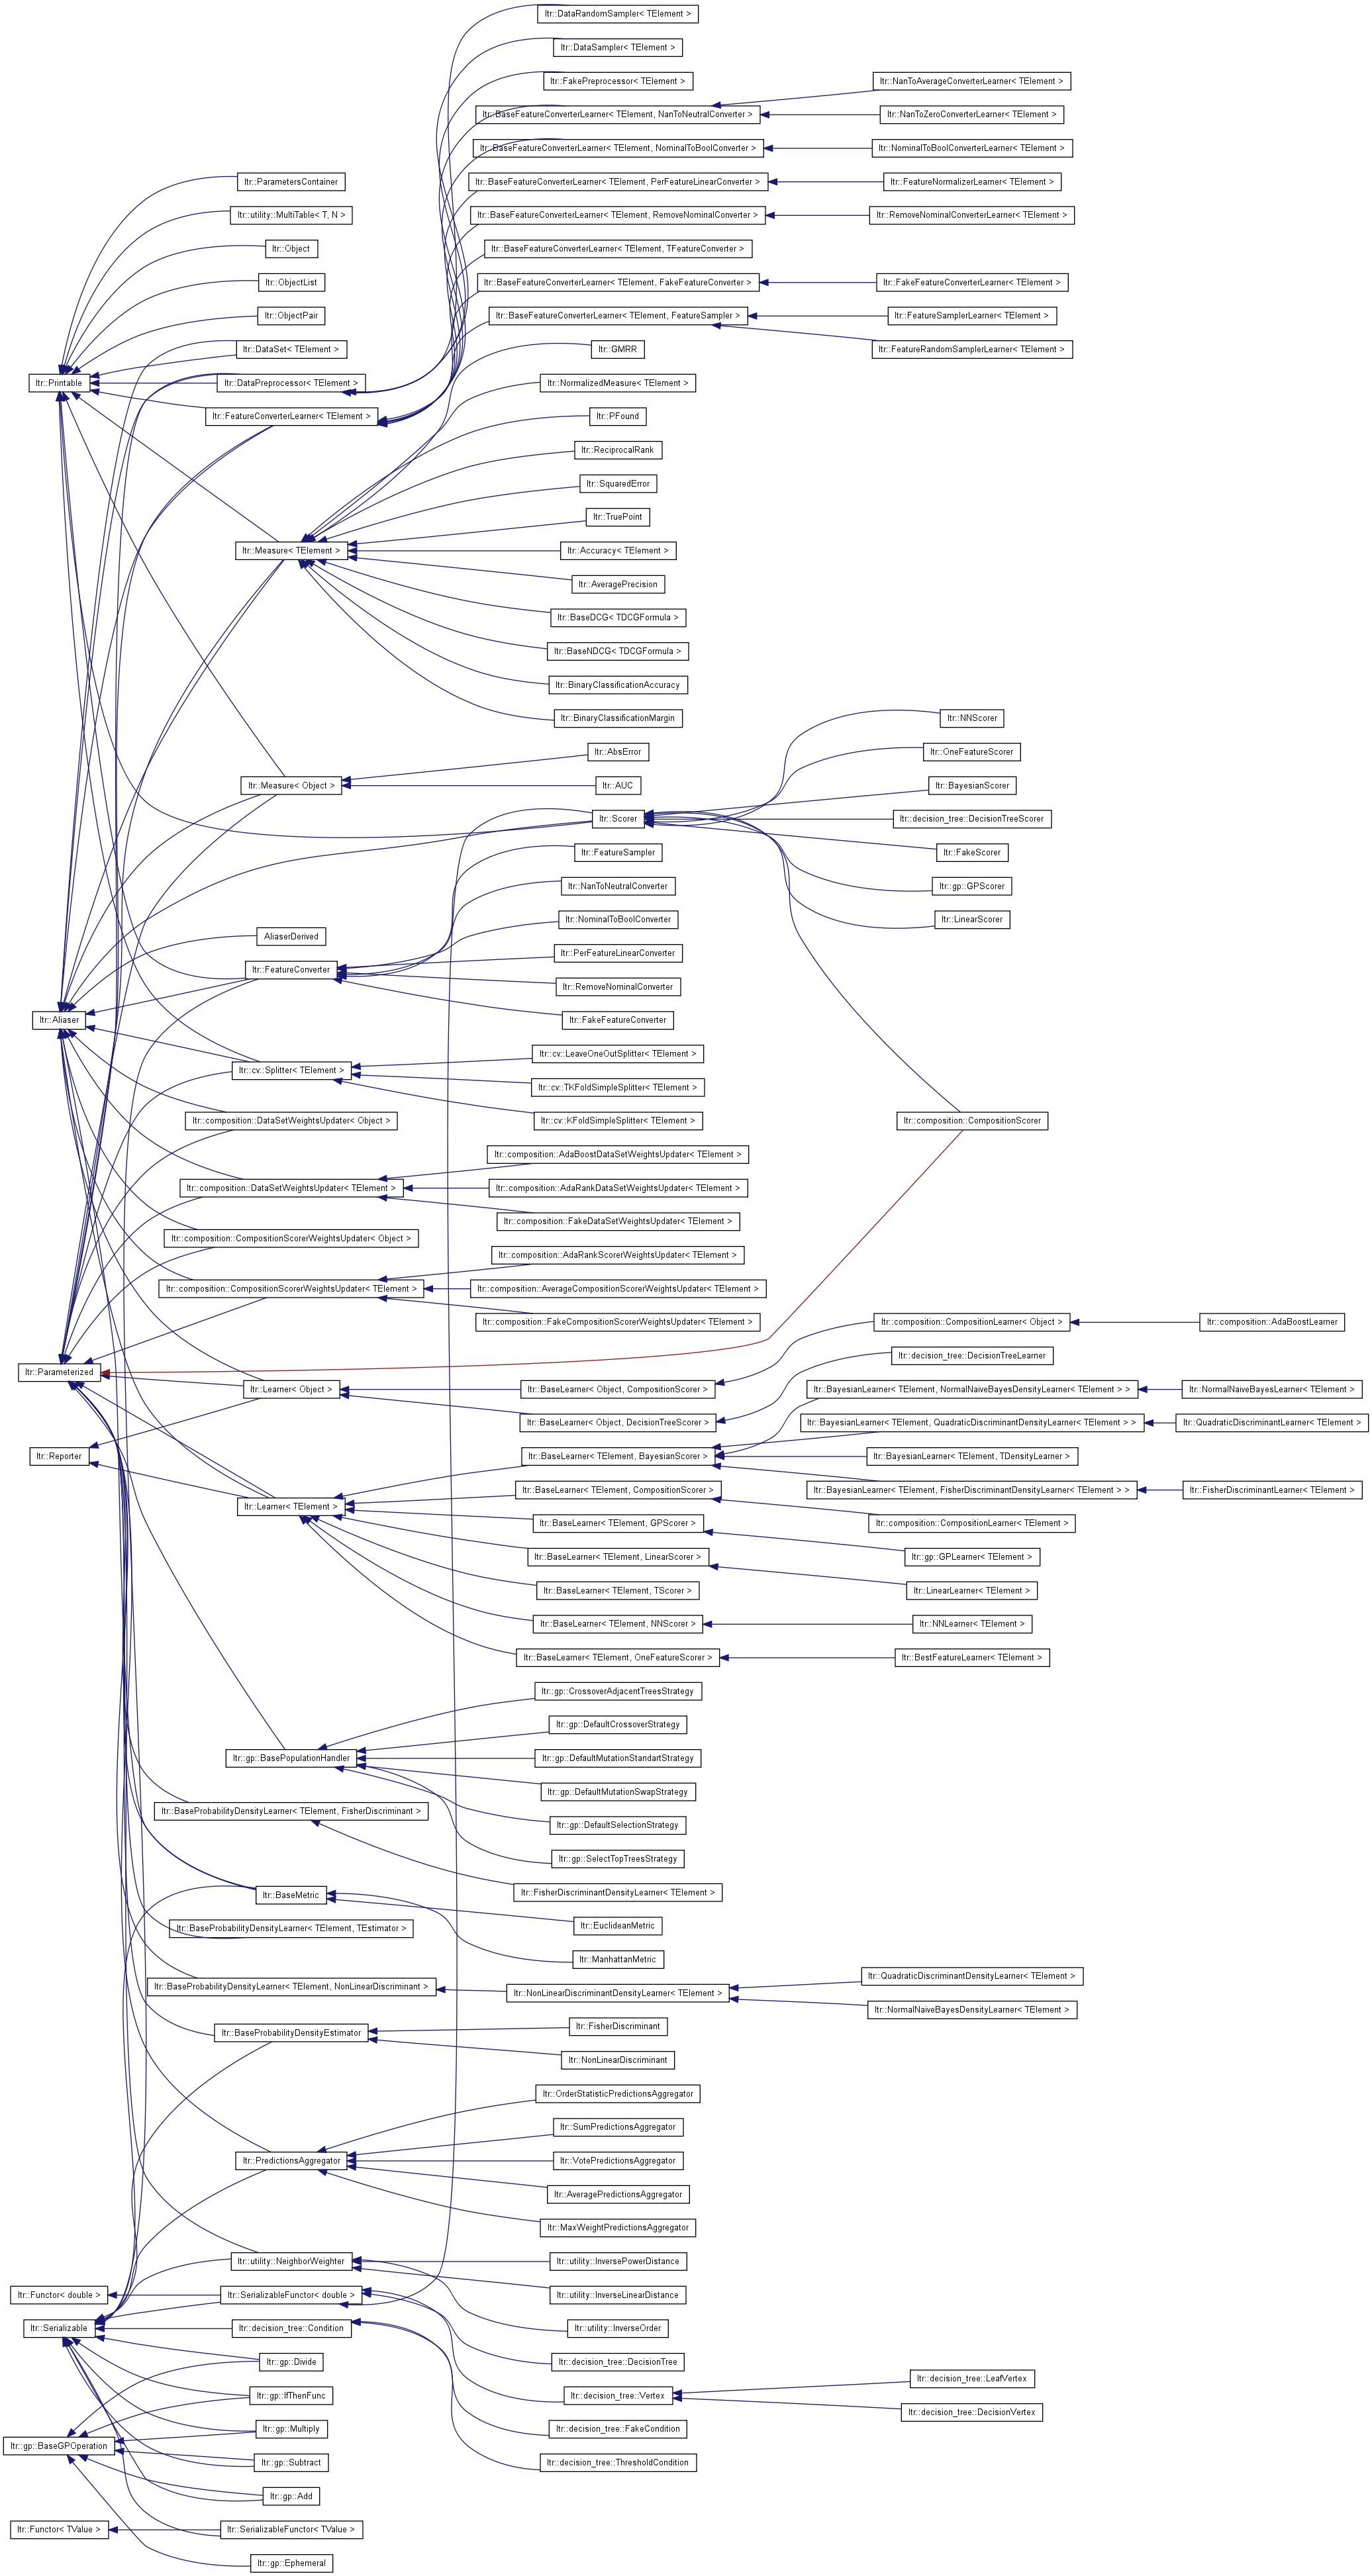 ltr::DataRandomSampler< TElement >
ltr::DataSampler< TElement >
ltr::FakePreprocessor< TElement >
ltr::NanToAverageConverterLearner< TElement >
ltr::BaseFeatureConverterLearner< TElement, NanToNeutralConverter >
ltr::NanToZeroConverterLearner< TElement >
ltr::BaseFeatureConverterLearner< TElement, NominalToBoolConverter >
ltr::NominalToBoolConverterLearner< TElement >
ltr::ParametersContainer
ltr::BaseFeatureConverterLearner< TElement, PerFeatureLinearConverter >
ltr::FeatureNormalizerLearner< TElement >
ltr::utility::MultiTable< T, N >
ltr::BaseFeatureConverterLearner< TElement, RemoveNominalConverter >
ltr::RemoveNominalConverterLearner< TElement >
ltr::Object
ltr::BaseFeatureConverterLearner< TElement, TFeatureConverter >
ltr::ObjectList
ltr::BaseFeatureConverterLearner< TElement, FakeFeatureConverter >
ltr::FakeFeatureConverterLearner< TElement >
ltr::ObjectPair
ltr::BaseFeatureConverterLearner< TElement, FeatureSampler >
ltr::FeatureSamplerLearner< TElement >
ltr::DataSet< TElement >
ltr::GMRR
ltr::FeatureRandomSamplerLearner< TElement >
ltr::Printable
ltr::DataPreprocessor< TElement >
ltr::NormalizedMeasure< TElement >
ltr::FeatureConverterLearner< TElement >
ltr::PFound
ltr::ReciprocalRank
ltr::SquaredError
ltr::TruePoint
ltr::Measure< TElement >
ltr::Accuracy< TElement >
ltr::AveragePrecision
ltr::BaseDCG< TDCGFormula >
ltr::BaseNDCG< TDCGFormula >
ltr::BinaryClassificationAccuracy
ltr::BinaryClassificationMargin
ltr::NNScorer
ltr::AbsError
ltr::OneFeatureScorer
ltr::Measure< Object >
ltr::AUC
ltr::BayesianScorer
ltr::Scorer
ltr::decision_tree::DecisionTreeScorer
ltr::FeatureSampler
ltr::FakeScorer
ltr::NanToNeutralConverter
ltr::gp::GPScorer
ltr::NominalToBoolConverter
ltr::LinearScorer
AliaserDerived
ltr::PerFeatureLinearConverter
ltr::FeatureConverter
ltr::RemoveNominalConverter
ltr::Aliaser
ltr::FakeFeatureConverter
ltr::cv::LeaveOneOutSplitter< TElement >
ltr::cv::Splitter< TElement >
ltr::cv::TKFoldSimpleSplitter< TElement >
ltr::composition::DataSetWeightsUpdater< Object >
ltr::cv::KFoldSimpleSplitter< TElement >
ltr::composition::CompositionScorer
ltr::composition::AdaBoostDataSetWeightsUpdater< TElement >
ltr::composition::DataSetWeightsUpdater< TElement >
ltr::composition::AdaRankDataSetWeightsUpdater< TElement >
ltr::composition::FakeDataSetWeightsUpdater< TElement >
ltr::composition::CompositionScorerWeightsUpdater< Object >
ltr::composition::AdaRankScorerWeightsUpdater< TElement >
ltr::composition::CompositionScorerWeightsUpdater< TElement >
ltr::composition::AverageCompositionScorerWeightsUpdater< TElement >
ltr::composition::FakeCompositionScorerWeightsUpdater< TElement >
ltr::composition::CompositionLearner< Object >
ltr::composition::AdaBoostLearner
ltr::decision_tree::DecisionTreeLearner
ltr::Parameterized
ltr::Learner< Object >
ltr::BaseLearner< Object, CompositionScorer >
ltr::BayesianLearner< TElement, NormalNaiveBayesDensityLearner< TElement > >
ltr::NormalNaiveBayesLearner< TElement >
ltr::BaseLearner< Object, DecisionTreeScorer >
ltr::BayesianLearner< TElement, QuadraticDiscriminantDensityLearner< TElement > >
ltr::QuadraticDiscriminantLearner< TElement >
ltr::Reporter
ltr::BaseLearner< TElement, BayesianScorer >
ltr::BayesianLearner< TElement, TDensityLearner >
ltr::BaseLearner< TElement, CompositionScorer >
ltr::BayesianLearner< TElement, FisherDiscriminantDensityLearner< TElement > >
ltr::FisherDiscriminantLearner< TElement >
ltr::Learner< TElement >
ltr::BaseLearner< TElement, GPScorer >
ltr::composition::CompositionLearner< TElement >
ltr::BaseLearner< TElement, LinearScorer >
ltr::gp::GPLearner< TElement >
ltr::BaseLearner< TElement, TScorer >
ltr::LinearLearner< TElement >
ltr::BaseLearner< TElement, NNScorer >
ltr::NNLearner< TElement >
ltr::BaseLearner< TElement, OneFeatureScorer >
ltr::BestFeatureLearner< TElement >
ltr::gp::CrossoverAdjacentTreesStrategy
ltr::gp::DefaultCrossoverStrategy
ltr::gp::BasePopulationHandler
ltr::gp::DefaultMutationStandartStrategy
ltr::gp::DefaultMutationSwapStrategy
ltr::BaseProbabilityDensityLearner< TElement, FisherDiscriminant >
ltr::gp::DefaultSelectionStrategy
ltr::gp::SelectTopTreesStrategy
ltr::BaseMetric
ltr::FisherDiscriminantDensityLearner< TElement >
ltr::BaseProbabilityDensityLearner< TElement, TEstimator >
ltr::EuclideanMetric
ltr::ManhattanMetric
ltr::BaseProbabilityDensityLearner< TElement, NonLinearDiscriminant >
ltr::NonLinearDiscriminantDensityLearner< TElement >
ltr::QuadraticDiscriminantDensityLearner< TElement >
ltr::NormalNaiveBayesDensityLearner< TElement >
ltr::BaseProbabilityDensityEstimator
ltr::FisherDiscriminant
ltr::NonLinearDiscriminant
ltr::OrderStatisticPredictionsAggregator
ltr::SumPredictionsAggregator
ltr::PredictionsAggregator
ltr::VotePredictionsAggregator
ltr::AveragePredictionsAggregator
ltr::MaxWeightPredictionsAggregator
ltr::utility::NeighborWeighter
ltr::utility::InversePowerDistance
ltr::Functor< double >
ltr::SerializableFunctor< double >
ltr::utility::InverseLinearDistance
ltr::Serializable
ltr::decision_tree::Condition
ltr::utility::InverseOrder
ltr::gp::Divide
ltr::decision_tree::DecisionTree
ltr::decision_tree::LeafVertex
ltr::gp::IfThenFunc
ltr::decision_tree::Vertex
ltr::decision_tree::DecisionVertex
ltr::gp::Multiply
ltr::decision_tree::FakeCondition
ltr::gp::BaseGPOperation
ltr::gp::Subtract
ltr::decision_tree::ThresholdCondition
ltr::gp::Add
ltr::Functor< TValue >
ltr::SerializableFunctor< TValue >
ltr::gp::Ephemeral